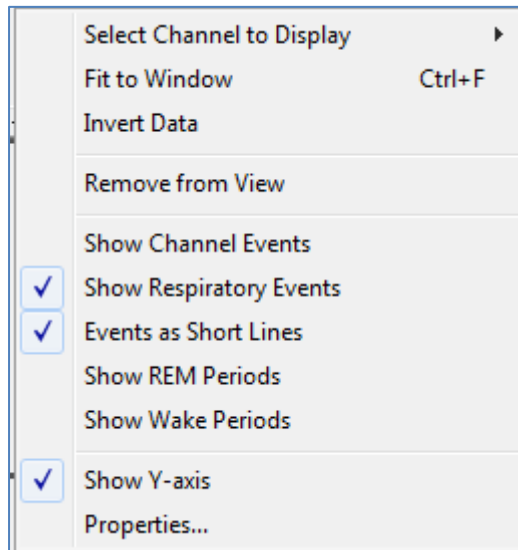 Select Channel to Display
Fit to Window Ctrl+F
Invert Data
Remove from View
Show Channel Events
Show Respiratory Events
Events as Short Lines
Show REM Periods
Show Wake Periods
Show Y-axis
Properties...